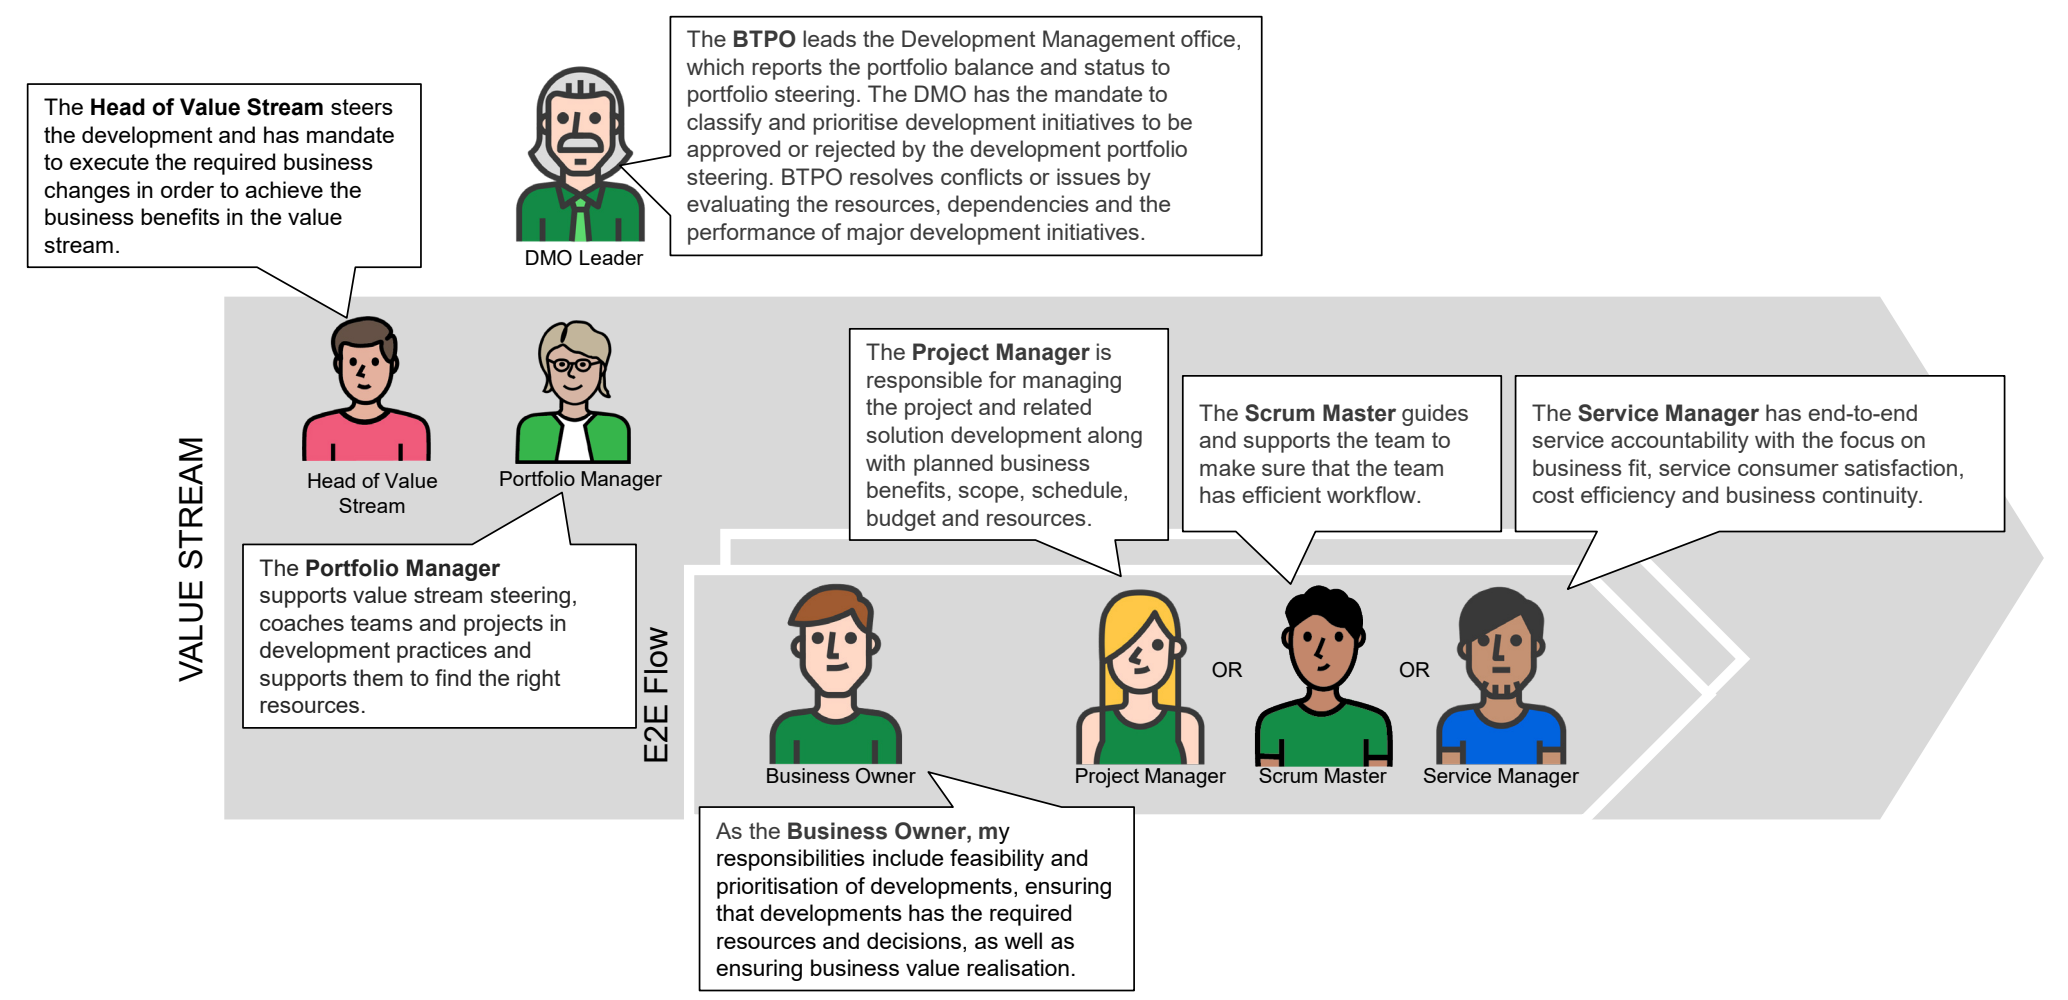 The BTPO leads the Development Management office,
which reports the portfolio balance and status to
portfolio steering. The DMO has the mandate to
classify and prioritise development initiatives to be
approved or rejected by the development portfolio
steering. BTPO resolves conflicts or issues by
evaluating the resources, dependencies and the
performance of major development initiatives.
DMO Leader
The Head of Value Stream steers
the development and has mandate
to execute the required business
changes in order to achieve the
business benefits in the value
stream.
VALUE STREAM
Head of Value
Stream
Portfolio Manager
The Portfolio Manager
supports value stream steering,
coaches teams and projects in
development practices and
supports them to find the right
resources.
The Project Manager is
responsible for managing
the project and related
solution development along
with planned business
benefits, scope, schedule,
budget and resources.
The Scrum Master guides
and supports the team to
make sure that the team
has efficient workflow.
The Service Manager has end-to-end
service accountability with the focus on
business fit, service consumer satisfaction,
cost efficiency and business continuity.
E2E Flow
Business Owner
Project Manager
OR
Scrum Master
OR
Service Manager
As the Business Owner, my
responsibilities include feasibility and
prioritisation of developments, ensuring
that developments has the required
resources and decisions, as well as
ensuring business value realisation.